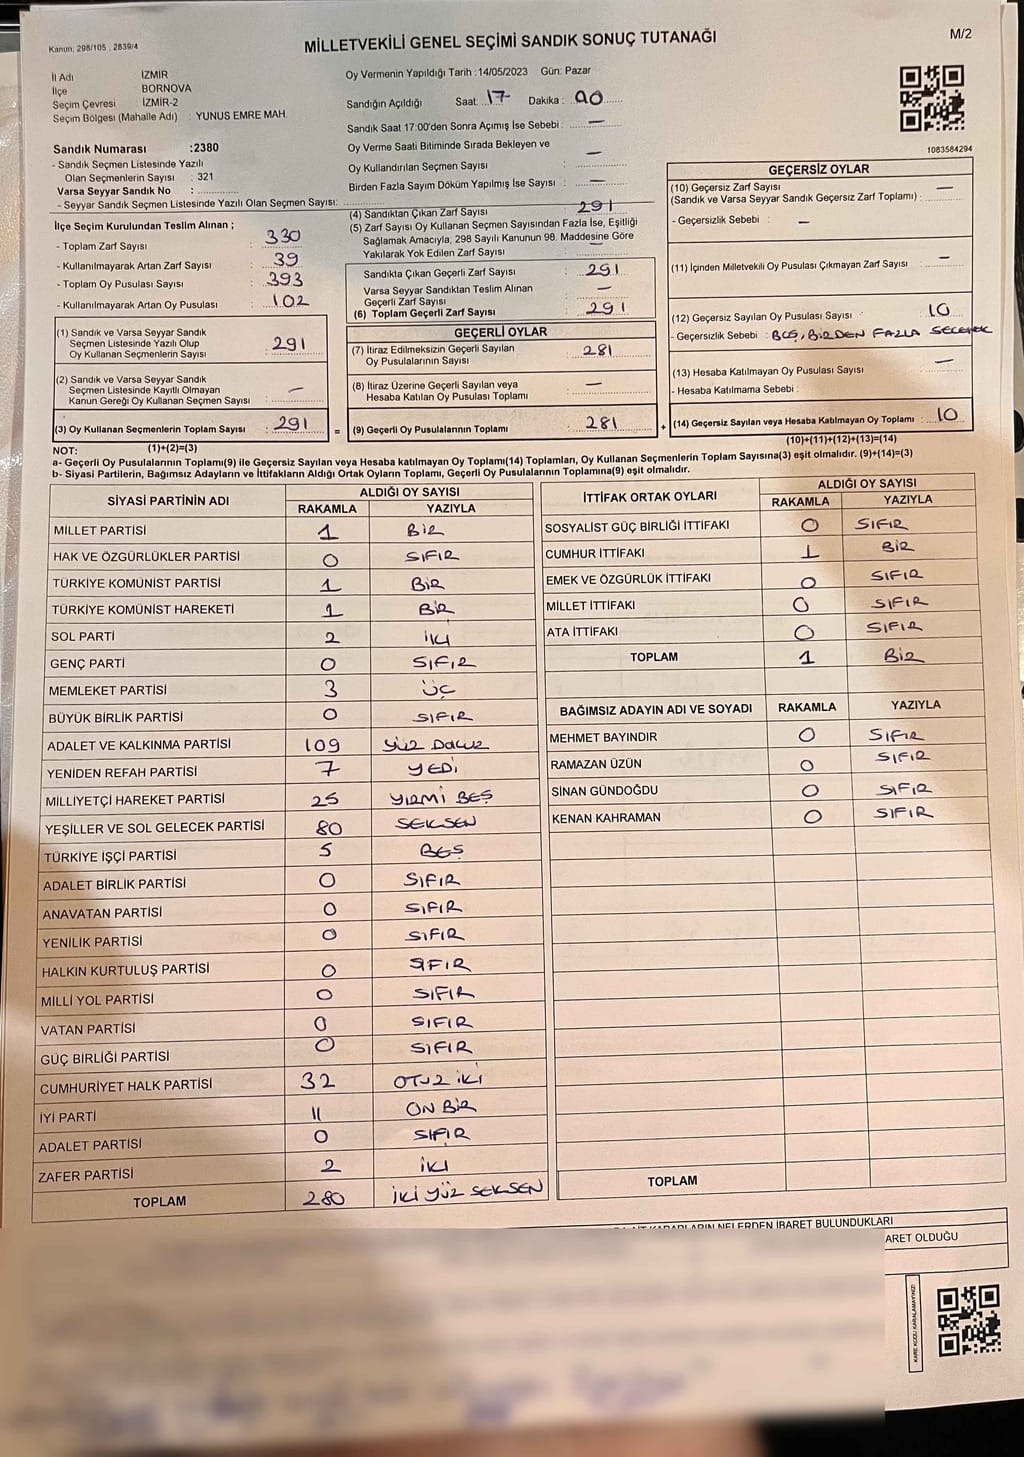 Kanun: 298/105 , 2839/4
MİLLETVEKİLİ GENEL SEÇİMİ SANDIK SONUÇ TUTANAĞI
M/2
İl Adı İZMİR
İlçe BORNOVA
Seçim Çevresi İZMİR-2
Seçim Bölgesi (Mahalle Adı) : YUNUS EMRE MAH.
Oy Vermenin Yapıldığı Tarih :14/05/2023 Gün: Pazar
Sandığın Açıldığı Saat: 17 Dakika :
Sandık Saat 17:00'den Sonra Açımış İse Sebebi : —
Sandık Numarası :2380
- Sandık Seçmen Listesinde Yazılı
Olan Seçmenlerin Sayısı : 321
Varsa Seyyar Sandık No :
- Seyyar Sandık Seçmen Listesinde Yazılı Olan Seçmen Sayısı:
Oy Verme Saati Bitiminde Sırada Bekleyen ve
Oy Kullandırılan Seçmen Sayısı —
Birden Fazla Sayım Döküm Yapılmış İse Sayısı : —
1083584294
İlçe Seçim Kurulundan Teslim Alınan ;
- Toplam Zarf Sayısı : 330
- Kullanılmayarak Artan Zarf Sayısı : 39
- Toplam Oy Pusulası Sayısı : 393
- Kullanılmayarak Artan Oy Pusulası : 102
(4) Sandıktan Çıkan Zarf Sayısı : 291
(5) Zarf Sayısı Oy Kullanan Seçmen Sayısından Fazla İse, Eşitliği
Sağlamak Amacıyla, 298 Sayılı Kanunun 98. Maddesine Göre
Yakılarak Yok Edilen Zarf Sayısı : —
Sandıkta Çıkan Geçerli Zarf Sayısı : 291
Varsa Seyyar Sandıktan Teslim Alınan
Geçerli Zarf Sayısı : —
(6) Toplam Geçerli Zarf Sayısı : 291
GEÇERSİZ OYLAR
(10) Geçersiz Zarf Sayısı —
(Sandık ve Varsa Seyyar Sandık Geçersiz Zarf Toplamı) :
- Geçersizlik Sebebi : —
(11) İçinden Milletvekili Oy Pusulası Çıkmayan Zarf Sayısı : —
(12) Geçersiz Sayılan Oy Pusulası Sayısı : 10
- Geçersizlik Sebebi : BOŞ, BİRDEN FAZLA SEÇENEK
(13) Hesaba Katılmayan Oy Pusulası Sayısı : —
- Hesaba Katılmama Sebebi :
(14) Geçersiz Sayılan veya Hesaba Katılmayan Oy Toplamı : 10
(10)+(11)+(12)+(13)=(14)
(1) Sandık ve Varsa Seyyar Sandık
Seçmen Listesinde Yazılı Olup
Oy Kullanan Seçmenlerin Sayısı : 291
(2) Sandık ve Varsa Seyyar Sandık
Seçmen Listesinde Kayıtlı Olmayan
Kanun Gereği Oy Kullanan Seçmen Sayısı : —
(3) Oy Kullanan Seçmenlerin Toplam Sayısı : 291
=
GEÇERLİ OYLAR
(7) İtiraz Edilmeksizin Geçerli Sayılan
Oy Pusulalarının Sayısı : 281
(8) İtiraz Üzerine Geçerli Sayılan veya
Hesaba Katılan Oy Pusulası Toplamı : —
(9) Geçerli Oy Pusulalarının Toplamı : 281
+
NOT: (1)+(2)=(3)
a- Geçerli Oy Pusulalarının Toplamı(9) ile Geçersiz Sayılan veya Hesaba katılmayan Oy Toplamı(14) Toplamları, Oy Kullanan Seçmenlerin Toplam Sayısına(3) eşit olmalıdır. (9)+(14)=(3)
b- Siyasi Partilerin, Bağımsız Adayların ve İttifakların Aldığı Ortak Oyların Toplamı, Geçerli Oy Pusulalarının Toplamına(9) eşit olmalıdır.
SİYASİ PARTİNİN ADI ALDIĞI OY SAYISI
RAKAMLA YAZIYLA
MİLLET PARTİSİ 1 BİR
HAK VE ÖZGÜRLÜKLER PARTİSİ 0 SIFIR
TÜRKİYE KOMÜNİST PARTİSİ 1 BİR
TÜRKİYE KOMÜNİST HAREKETİ 1 BİR
SOL PARTİ 2 İKİ
GENÇ PARTİ 0 SIFIR
MEMLEKET PARTİSİ 3 ÜÇ
BÜYÜK BİRLİK PARTİSİ 0 SIFIR
ADALET VE KALKINMA PARTİSİ 109 YÜZ DOKUZ
YENİDEN REFAH PARTİSİ 7 YEDİ
MİLLİYETÇİ HAREKET PARTİSİ 25 YİRMİ BEŞ
YEŞİLLER VE SOL GELECEK PARTİSİ 80 SEKSEN
TÜRKİYE İŞÇİ PARTİSİ 5 BEŞ
ADALET BİRLİK PARTİSİ 0 SIFIR
ANAVATAN PARTİSİ 0 SIFIR
YENİLİK PARTİSİ 0 SIFIR
HALKIN KURTULUŞ PARTİSİ 0 SIFIR
MİLLİ YOL PARTİSİ 0 SIFIR
VATAN PARTİSİ 0 SIFIR
GÜÇ BİRLİĞİ PARTİSİ 0 SIFIR
CUMHURİYET HALK PARTİSİ 32 OTUZ İKİ
İYİ PARTİ 11 ON BİR
ADALET PARTİSİ 0 SIFIR
ZAFER PARTİSİ 2 İKİ
TOPLAM 280 İKİ YÜZ SEKSEN
İTTİFAK ORTAK OYLARI ALDIĞI OY SAYISI
RAKAMLA YAZIYLA
SOSYALİST GÜÇ BİRLİĞİ İTTİFAKI 0 SIFIR
CUMHUR İTTİFAKI 1 BİR
EMEK VE ÖZGÜRLÜK İTTİFAKI 0 SIFIR
MİLLET İTTİFAKI 0 SIFIR
ATA İTTİFAKI 0 SIFIR
TOPLAM 1 BİR
BAĞIMSIZ ADAYIN ADI VE SOYADI RAKAMLA YAZIYLA
MEHMET BAYINDIR 0 SIFIR
RAMAZAN ÜZÜN 0 SIFIR
SİNAN GÜNDOĞDU 0 SIFIR
KENAN KAHRAMAN 0 SIFIR
TOPLAM
NELERDEN İBARET BULUNDUKLARI
ARET OLDUĞU
KARE KODU KARALAMAYINIZ!